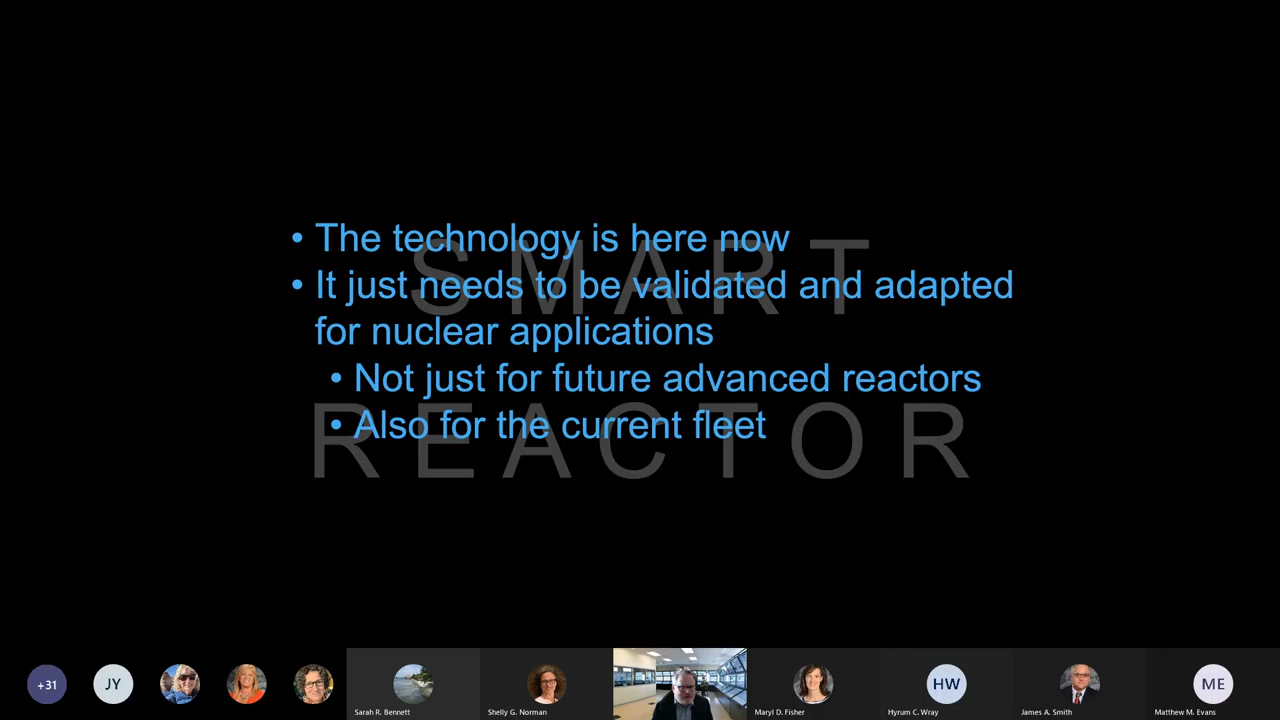 • The technology is here now
• It just needs to be validated and adapted
for nuclear applications
• Not just for future advanced reactors
• Also for the current fleet
SMART
REACTOR
+31
JY
Sarah R. Bennett
Shelly G. Norman
Maryl D. Fisher
HW
Hyrum C. Wray
James A. Smith
ME
Matthew M. Evans